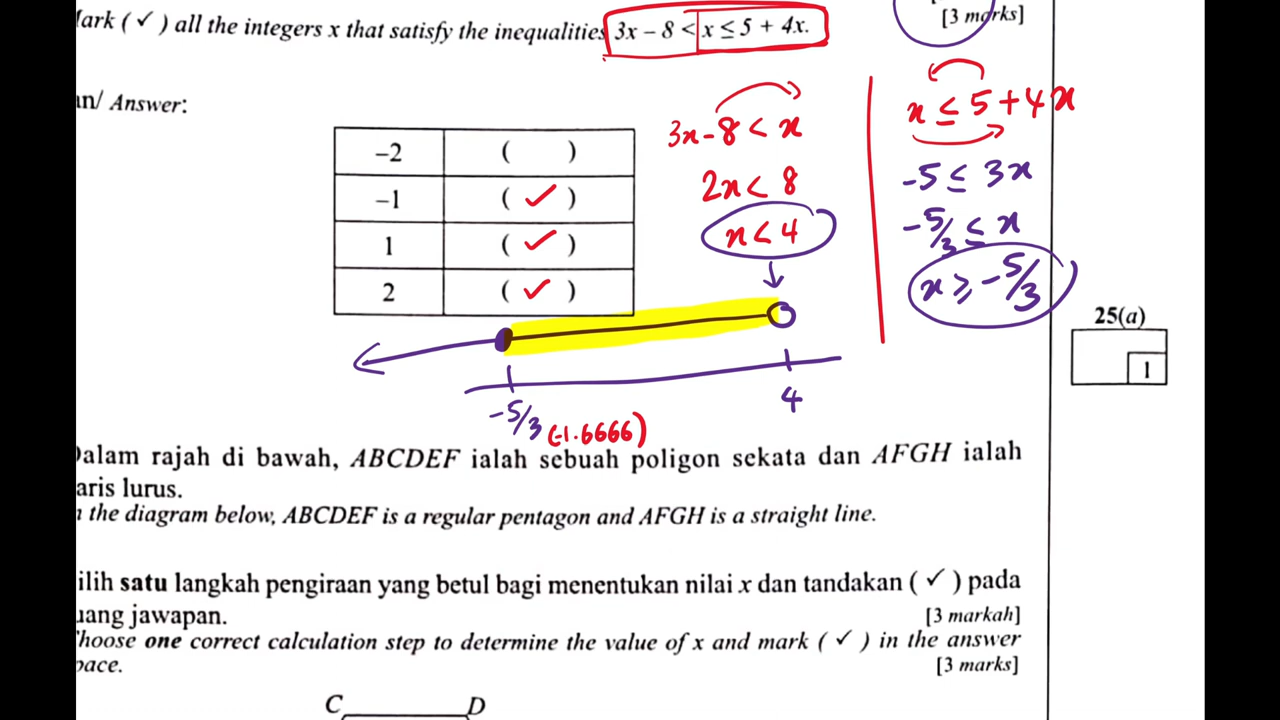 [3 marks]
Mark ( ✓ ) all the integers x that satisfy the inequalities 3x – 8 < x ≤ 5 + 4x.
Answer:
–2 ( )
–1 ( ✓ )
1 ( ✓ )
2 ( ✓ )
3x - 8 < x
2x < 8
x < 4
x ≤ 5 + 4x
-5 ≤ 3x
-5/3 ≤ x
x ≥ -5/3
-5/3 (-1.6666)
4
25(a)
1
Dalam rajah di bawah, ABCDEF ialah sebuah poligon sekata dan AFGH ialah
garis lurus.
the diagram below, ABCDEF is a regular pentagon and AFGH is a straight line.
Pilih satu langkah pengiraan yang betul bagi menentukan nilai x dan tandakan ( ✓ ) pada
ruang jawapan. [3 markah]
Choose one correct calculation step to determine the value of x and mark ( ✓ ) in the answer
space. [3 marks]
C D